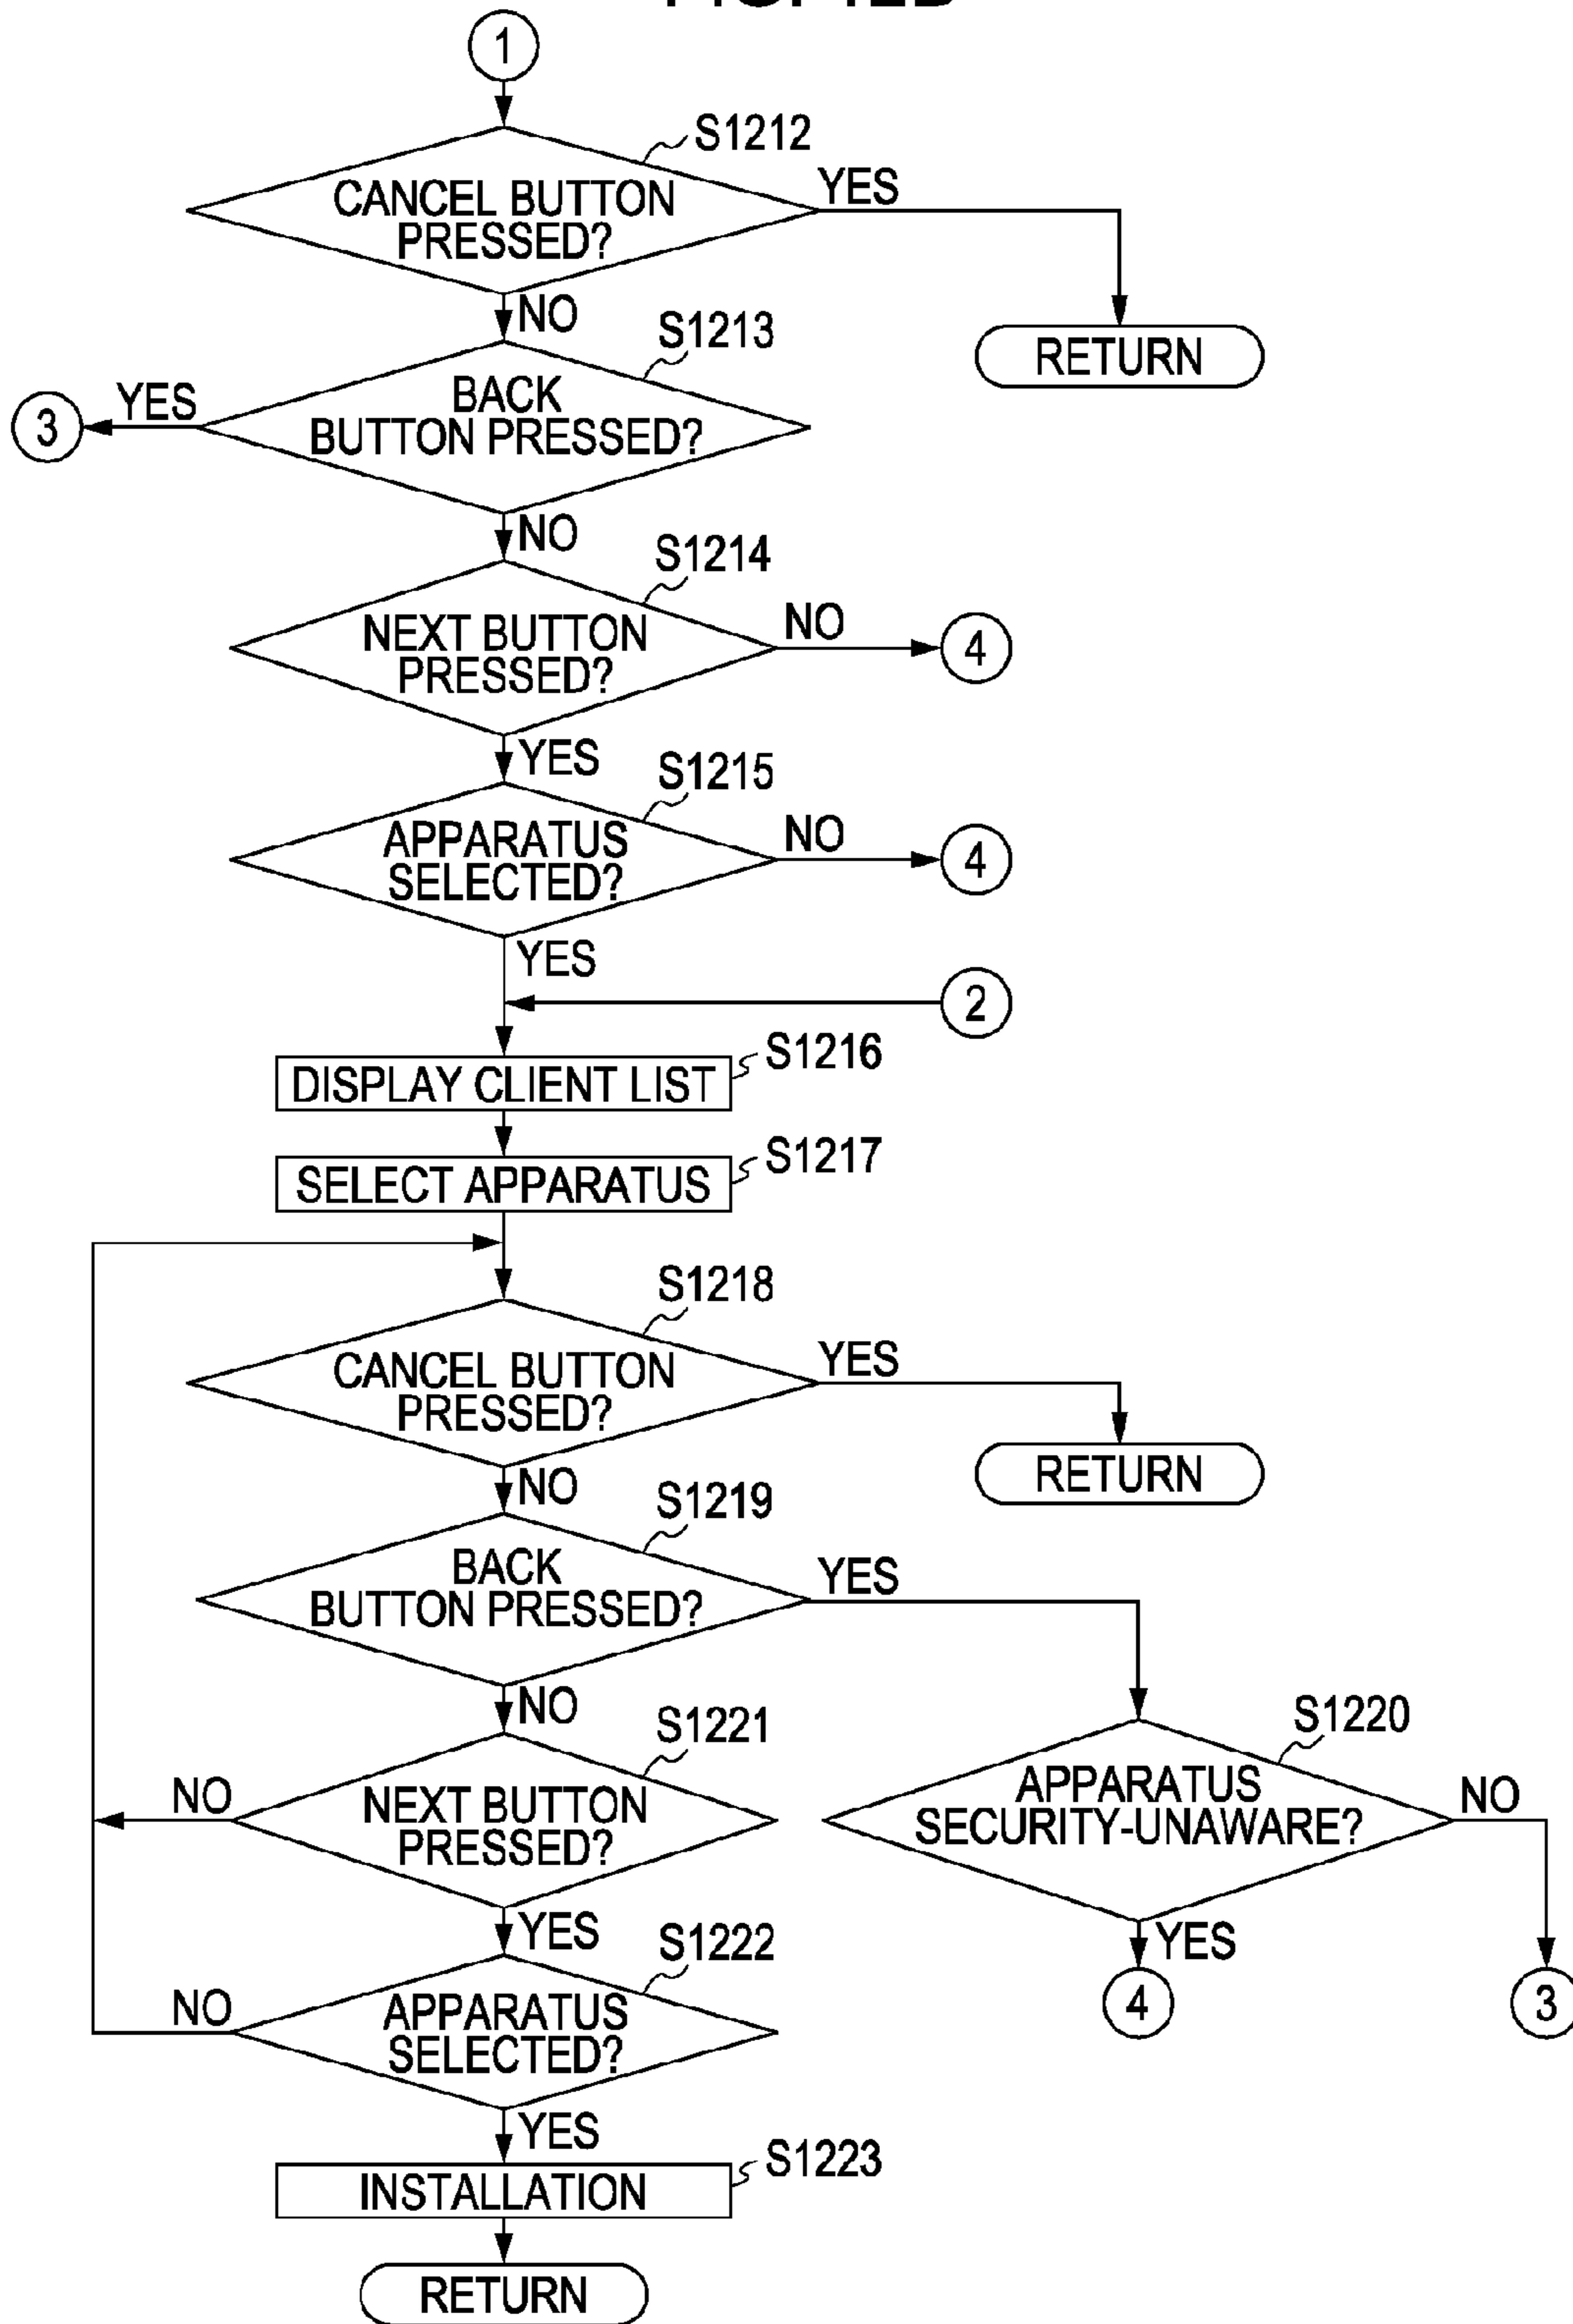 1
S1212
CANCEL BUTTON
PRESSED?
YES
NO
RETURN
S1213
BACK
BUTTON PRESSED?
YES
3
NO
S1214
NEXT BUTTON
PRESSED?
NO
4
YES
S1215
APPARATUS
SELECTED?
NO
4
YES
2
S1216
DISPLAY CLIENT LIST
S1217
SELECT APPARATUS
S1218
CANCEL BUTTON
PRESSED?
YES
RETURN
NO
S1219
BACK
BUTTON PRESSED?
YES
NO
S1220
APPARATUS
SECURITY-UNAWARE?
NO
YES
4
3
S1221
NEXT BUTTON
PRESSED?
NO
YES
S1222
APPARATUS
SELECTED?
NO
YES
S1223
INSTALLATION
RETURN